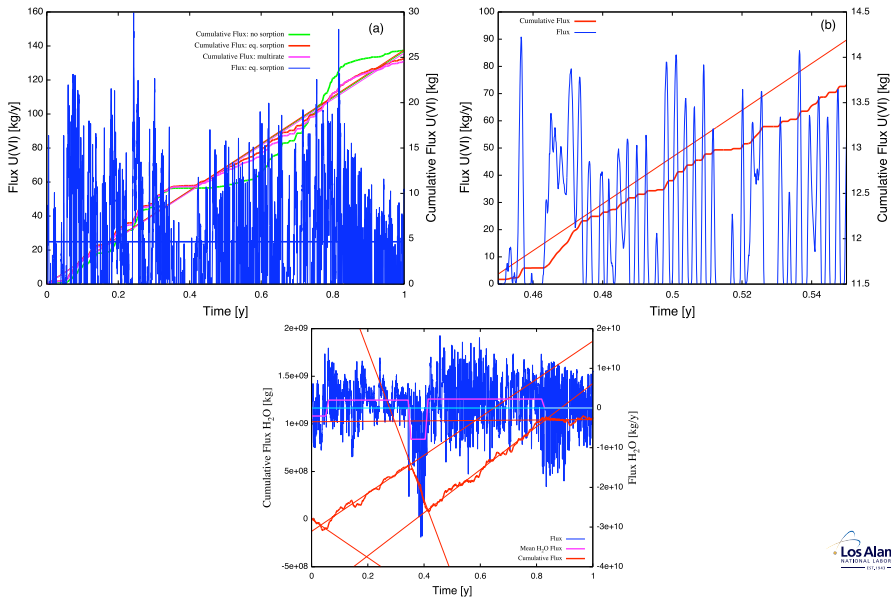 (a)
Cumulative Flux: no sorption
Cumulative Flux: eq. sorption
Cumulative Flux: multirate
Flux: eq. sorption
Flux U(VI) [kg/y]
160
140
120
100
80
60
40
20
0
0 0.2 0.4 0.6 0.8 1
Time [y]
30
25
20
15
10
5
0
Cumulative Flux U(VI) [kg]
(b)
Cumulative Flux
Flux
Flux U(VI) [kg/y]
100
90
80
70
60
50
40
30
20
10
0
0.46 0.48 0.5 0.52 0.54
Time [y]
14.5
14
13.5
13
12.5
12
11.5
Cumulative Flux U(VI) [kg]
Cumulative Flux H₂O [kg]
2e+09
1.5e+09
1e+09
5e+08
0
-5e+08
0 0.2 0.4 0.6 0.8 1
Time [y]
2e+10
1e+10
0
-1e+10
-2e+10
-3e+10
-4e+10
Flux H₂O [kg/y]
Flux
Mean H₂O Flux
Cumulative Flux
Los Alan
NATIONAL LABOR
EST. 1943